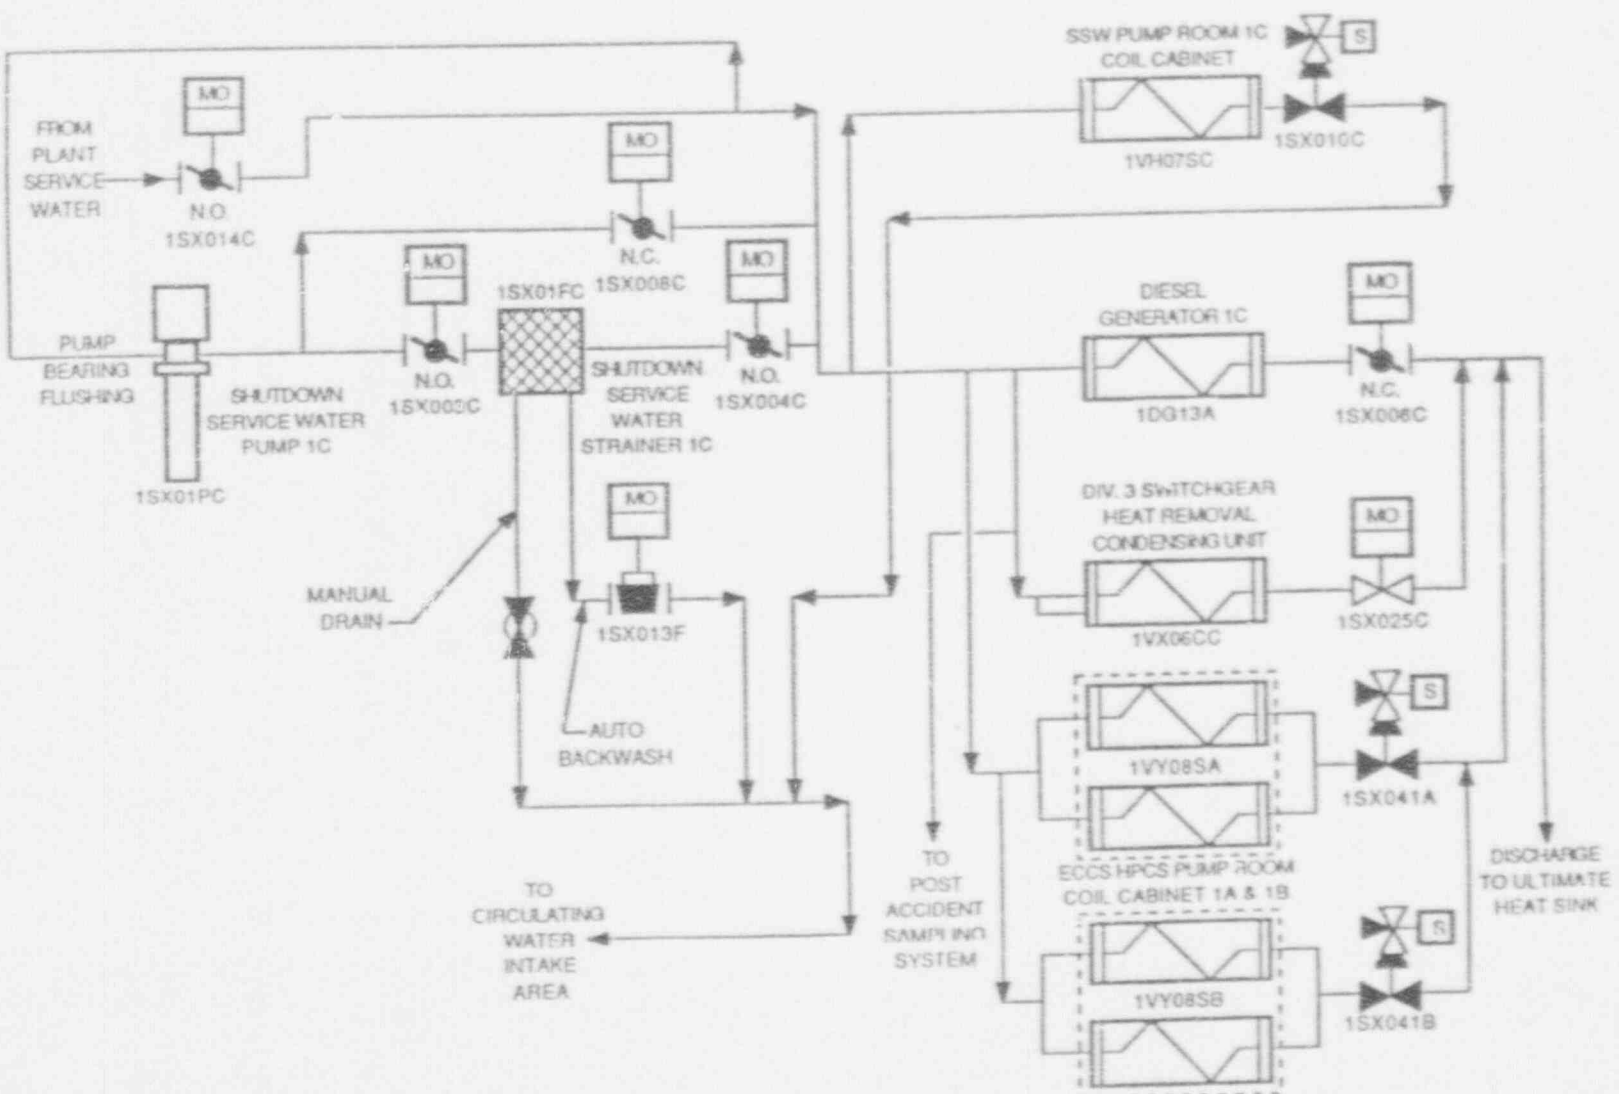 SSW PUMP ROOM 1C
COIL CABINET
S
1SX010C
1VH07SC
MO
FROM
PLANT
SERVICE
WATER
N.O.
1SX014C
MO
N.C.
1SX008C
MO
N.O.
1SX003C
1SX01FC
MO
N.O.
1SX004C
PUMP
BEARING
FLUSHING
SHUTDOWN
SERVICE WATER
PUMP 1C
1SX01PC
SHUTDOWN
SERVICE
WATER
STRAINER 1C
DIESEL
GENERATOR 1C
1DG13A
MO
N.C.
1SX006C
DIV. 3 SWITCHGEAR
HEAT REMOVAL
CONDENSING UNIT
1VX06CC
MO
1SX025C
MANUAL
DRAIN
MO
1SX013F
AUTO
BACKWASH
1VY08SA
S
1SX041A
ECCS HPCS PUMP ROOM
COIL CABINET 1A & 1B
1VY08SB
S
1SX041B
TO
CIRCULATING
WATER
INTAKE
AREA
TO
POST
ACCIDENT
SAMPLING
SYSTEM
DISCHARGE
TO ULTIMATE
HEAT SINK